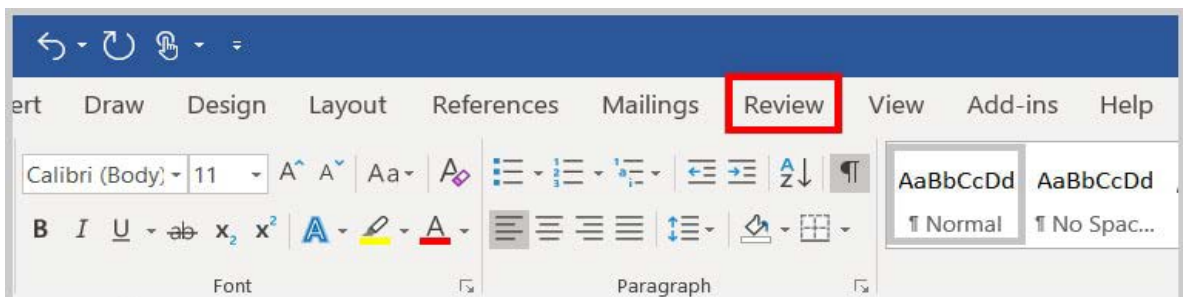 ert Draw Design Layout References Mailings Review View Add-ins Help
Calibri (Body) 11 A A Aa A A Z ¶ AaBbCcDd AaBbCcDd
B I U ab x2 x2 A A ¶ Normal ¶ No Spac...
Font Paragraph